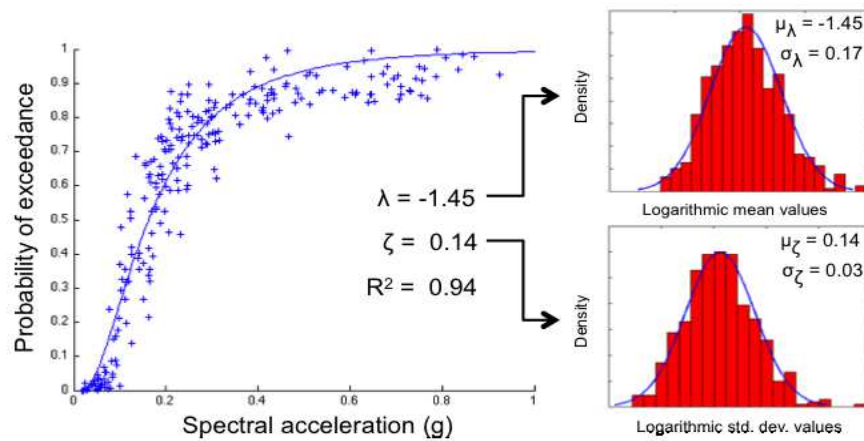 Probability of exceedance
1
0.9
0.8
0.7
0.6
0.5
0.4
0.3
0.2
0.1
0
0
0.2
0.4
0.6
0.8
1
Spectral acceleration (g)
λ = -1.45
ζ = 0.14
R² = 0.94
Density
μλ = -1.45
σλ = 0.17
Logarithmic mean values
Density
μζ = 0.14
σζ = 0.03
Logarithmic std. dev. values